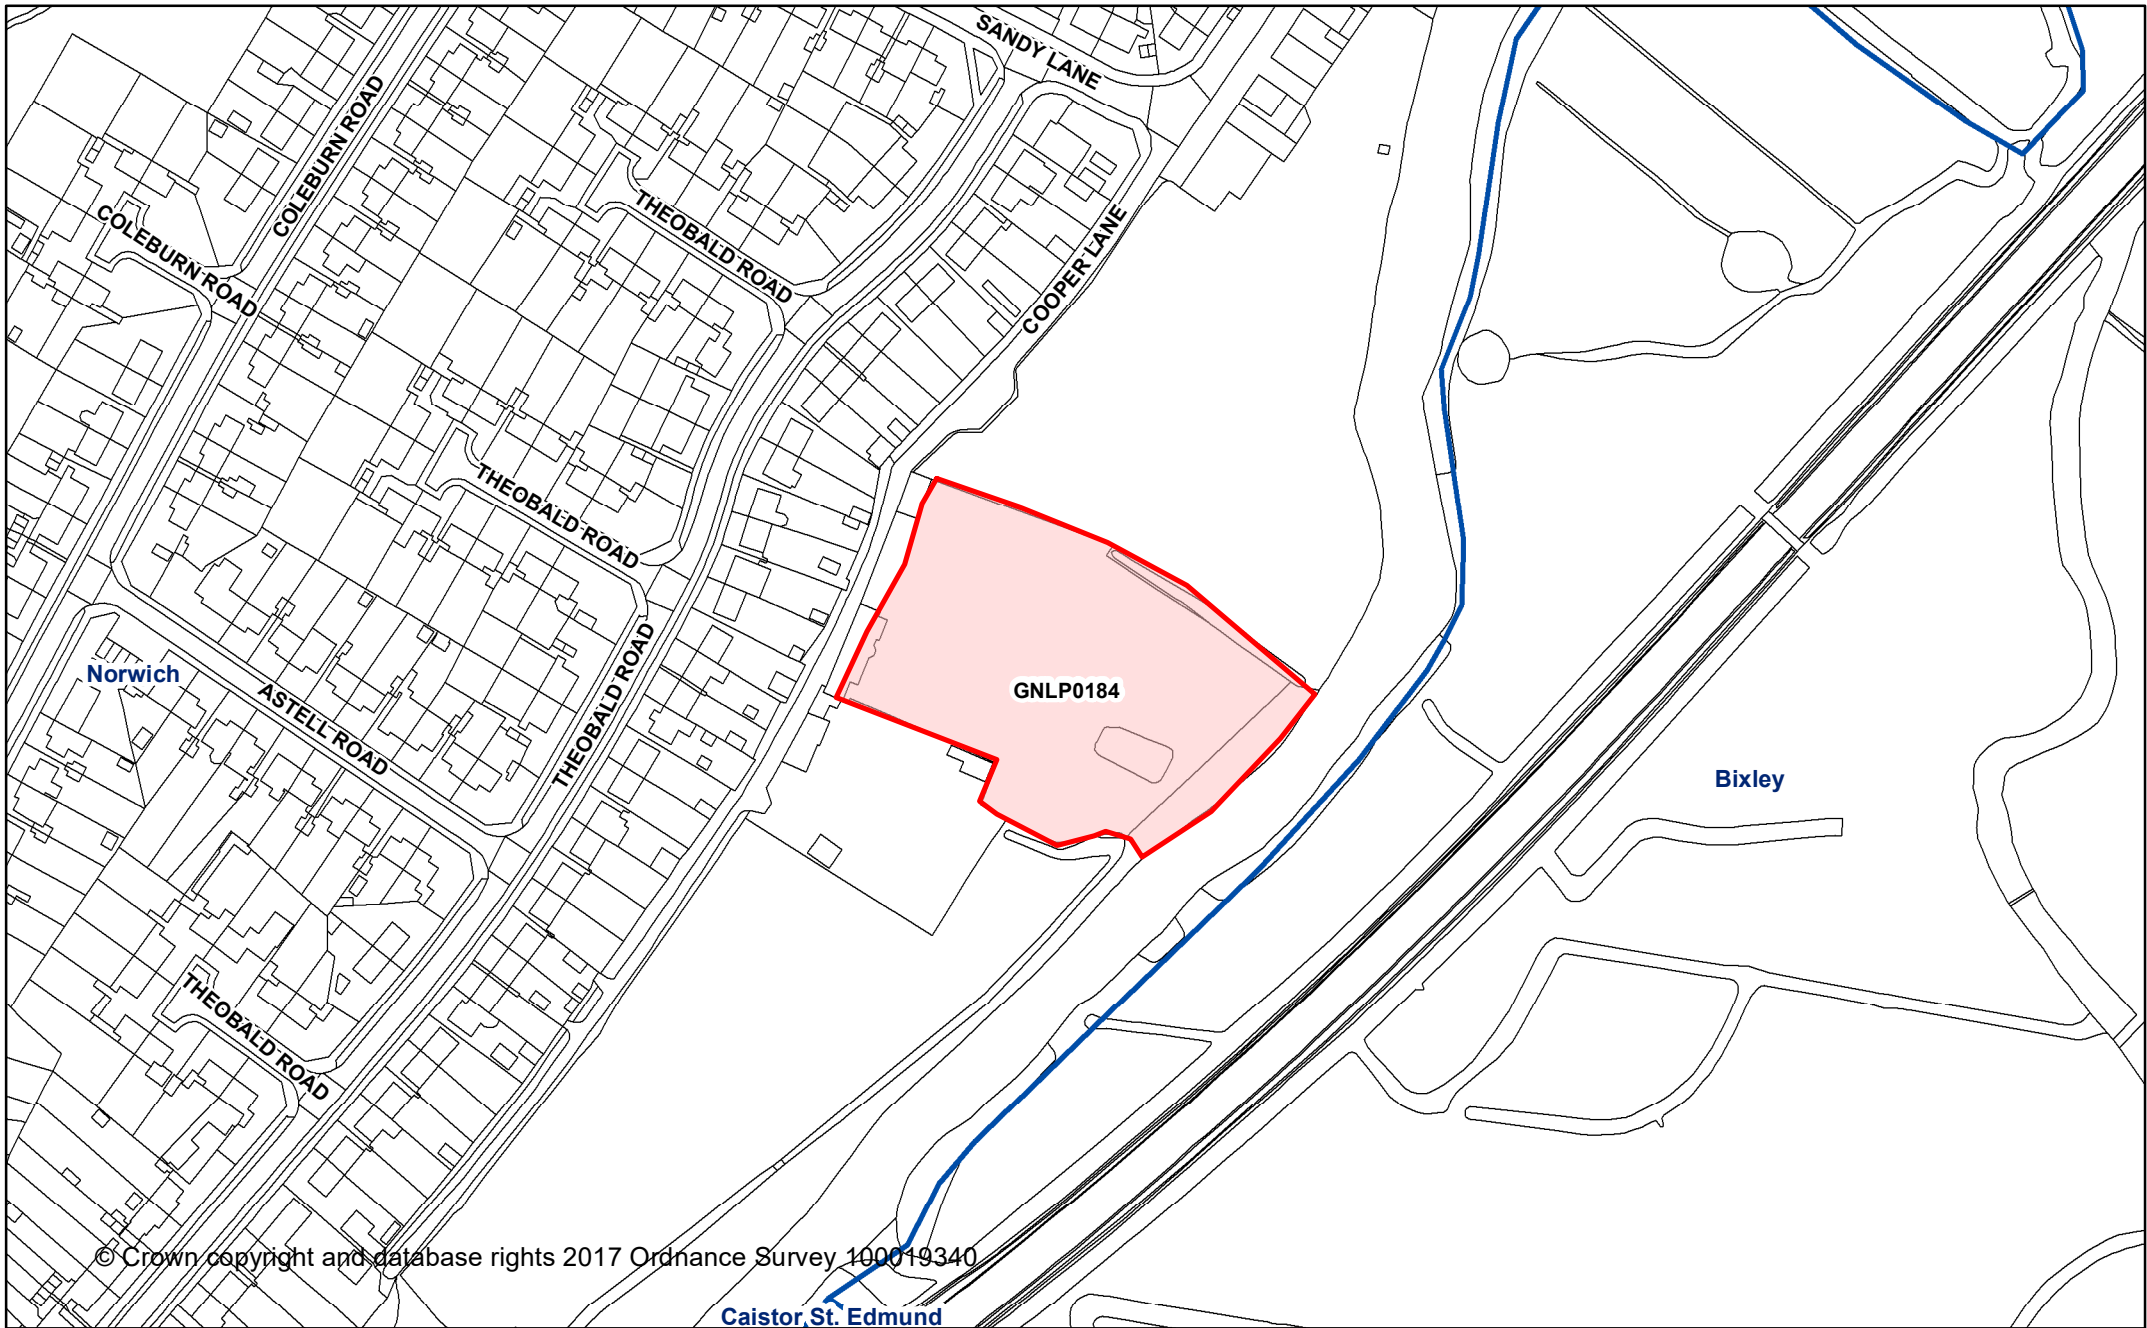 SANDY LANE
COLEBURN ROAD
COLEBURN ROAD
THEOBALD ROAD
COOPER LANE
THEOBALD ROAD
Norwich
ASTELL ROAD
THEOBALD ROAD
GNLP0184
Bixley
THEOBALD ROAD
© Crown copyright and database rights 2017 Ordnance Survey 100019340
Caistor St. Edmund